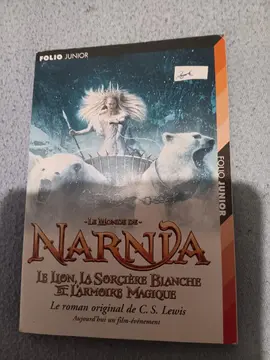 FOLIO JUNIOR
FOLIO JUNIOR
LE MONDE DE
NARNIA
LE LION, LA SORCIÈRE BLANCHE
ET L'ARMOIRE MAGIQUE
Le roman original de C. S. Lewis
Aujourd'hui un film-événement